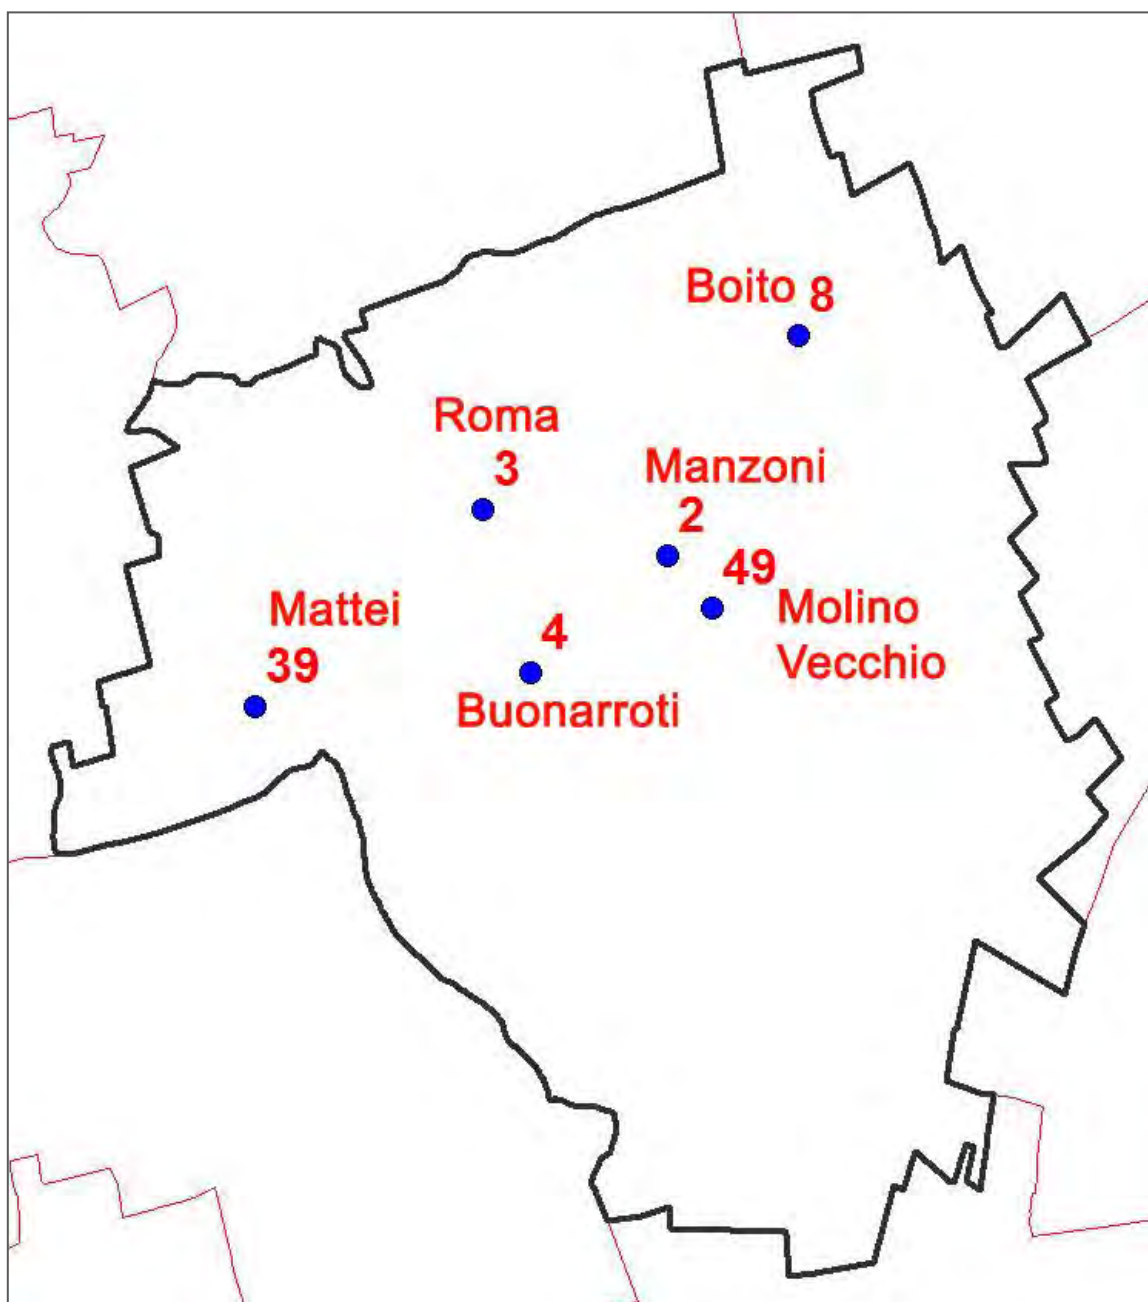 Boito 8
Roma
3
Manzoni
2
49
Molino
Vecchio
Mattei
39
4
Buonarroti